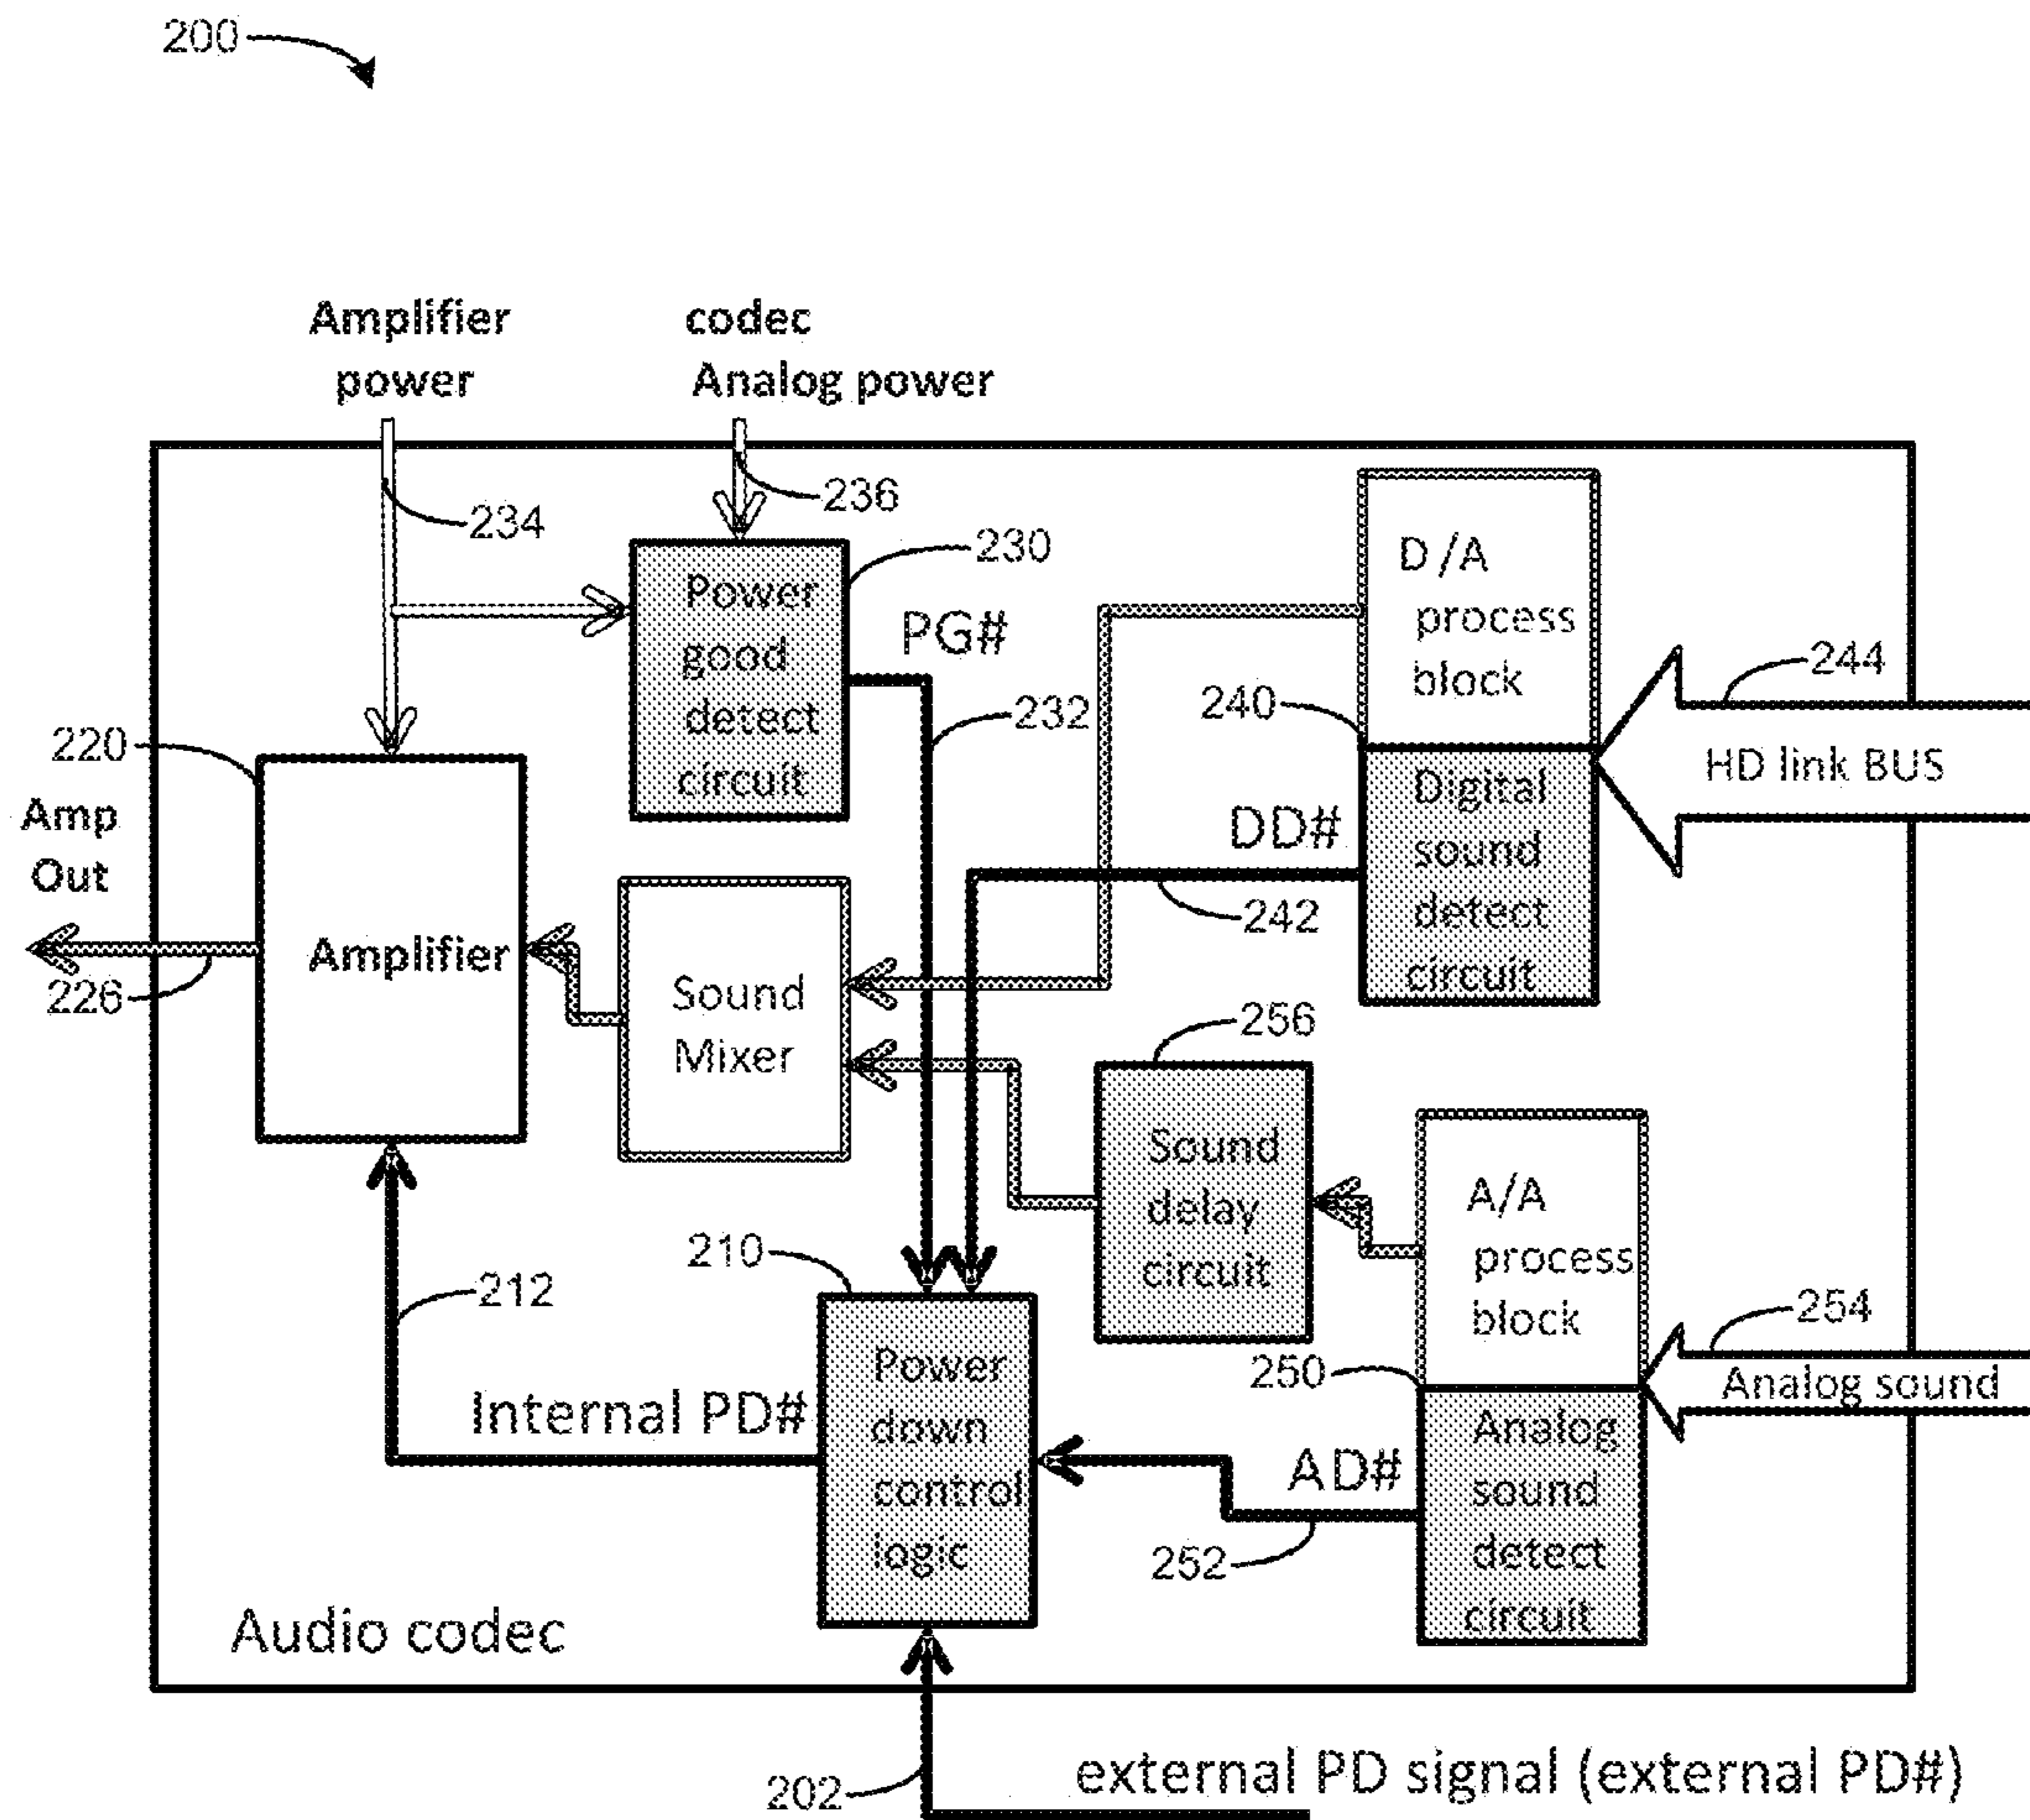 200
Amplifier
power
codec
Analog power
234
236
230
Power
good
detect
circuit
PG#
232
D/A
process
block
244
HD link BUS
240
Digital
sound
detect
circuit
DD#
242
220
Amp
Out
226
Amplifier
Sound
Mixer
256
Sound
delay
circuit
A/A
process
block
254
Analog sound
250
Analog
sound
detect
circuit
AD#
252
210
212
Internal PD#
Power
down
control
logic
Audio codec
202
external PD signal (external PD#)